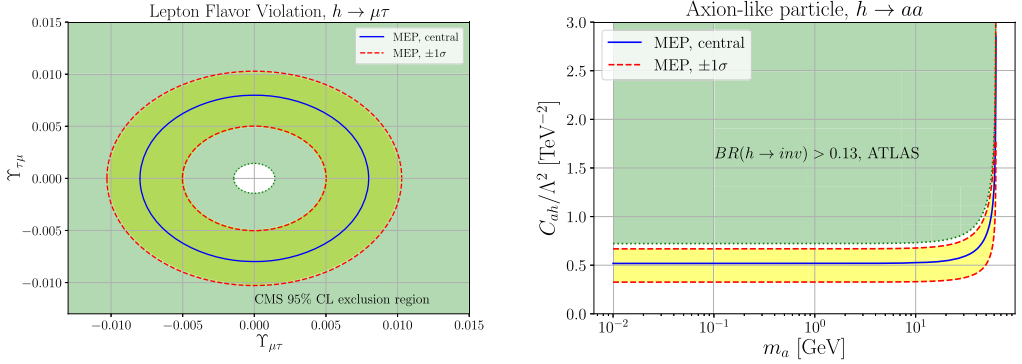 Lepton Flavor Violation, h → μτ
MEP, central
MEP, ±1σ
0.015
0.010
0.005
0.000
−0.005
−0.010
Υτμ
CMS 95% CL exclusion region
−0.010
−0.005
0.000
0.005
0.010
0.015
Υμτ
Axion-like particle, h → aa
MEP, central
MEP, ±1σ
3.0
2.5
2.0
1.5
1.0
0.5
0.0
C_ah/Λ² [TeV⁻²]
BR(h → inv) > 0.13, ATLAS
10⁻²
10⁻¹
10⁰
10¹
m_a [GeV]